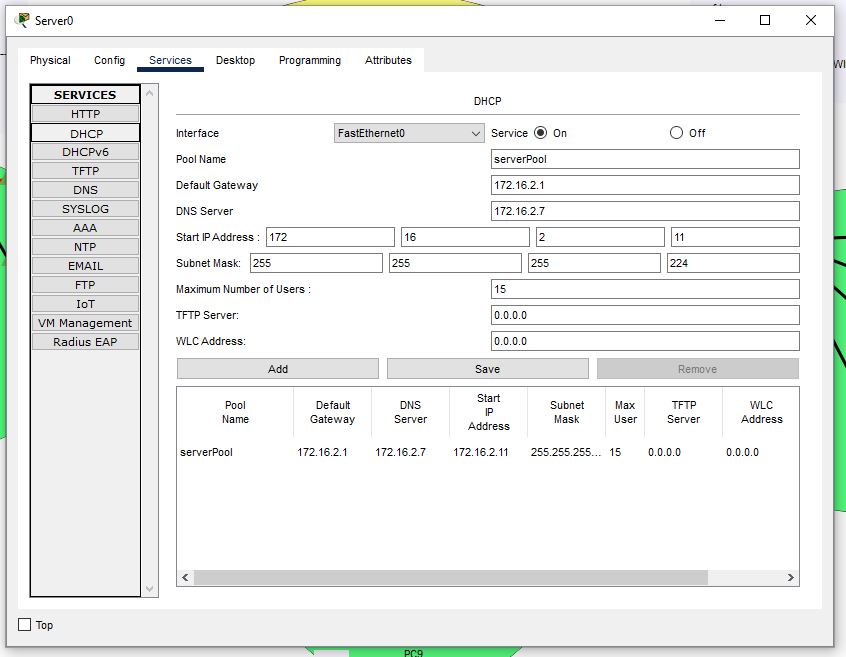 Server0
Physical Config Services Desktop Programming Attributes
SERVICES
HTTP
DHCP
DHCPv6
TFTP
DNS
SYSLOG
AAA
NTP
EMAIL
FTP
IoT
VM Management
Radius EAP
DHCP
Interface FastEthernet0 Service On Off
Pool Name serverPool
Default Gateway 172.16.2.1
DNS Server 172.16.2.7
Start IP Address : 172 16 2 11
Subnet Mask: 255 255 255 224
Maximum Number of Users : 15
TFTP Server: 0.0.0.0
WLC Address: 0.0.0.0
Add Save Remove
Pool Name Default Gateway DNS Server Start IP Address Subnet Mask Max User TFTP Server WLC Address
serverPool 172.16.2.1 172.16.2.7 172.16.2.11 255.255.255... 15 0.0.0.0 0.0.0.0
Top
PC9